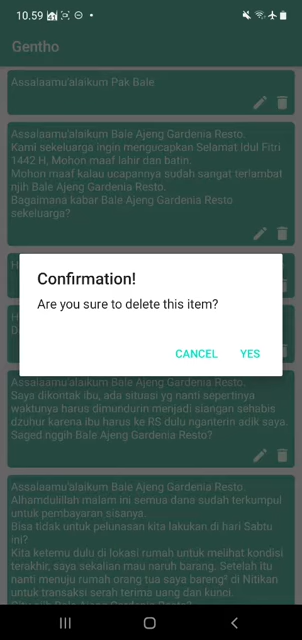 10.59
Gentho
Assalaamu'alaikum Pak Bale
Assalaamu'alaikum Bale Ajeng Gardenia Resto.
Kami sekeluarga ingin mengucapkan Selamat Idul Fitri
1442 H, Mohon maaf lahir dan batin.
Mohon maaf kalau ucapannya sudah sangat terlambat
njih Bale Ajeng Gardenia Resto.
Bagaimana kabar Bale Ajeng Gardenia Resto
sekeluarga?
Confirmation!
Are you sure to delete this item?
CANCEL YES
Assalaamu'alaikum Bale Ajeng Gardenia Resto.
Saya dikontak ibu, ada situasi yg nanti sepertinya
waktunya harus dimundurin menjadi siangan sehabis
dzuhur karena ibu harus ke RS dulu nganterin adik saya.
Saged nggih Bale Ajeng Gardenia Resto?
Assalaamu'alaikum Bale Ajeng Gardenia Resto
Alhamdulillah malam ini semua dana sudah terkumpul
untuk pembayaran sisanya.
Bisa tidak untuk pelunasan kita lakukan di hari Sabtu
ini?
Kita ketemu dulu di lokasi rumah untuk melihat kondisi
terakhir, saya sekalian mau naruh barang. Setelah itu
nanti menuju rumah orang tua saya bareng² di Nitikan
untuk transaksi serah terima uang dan kunci.